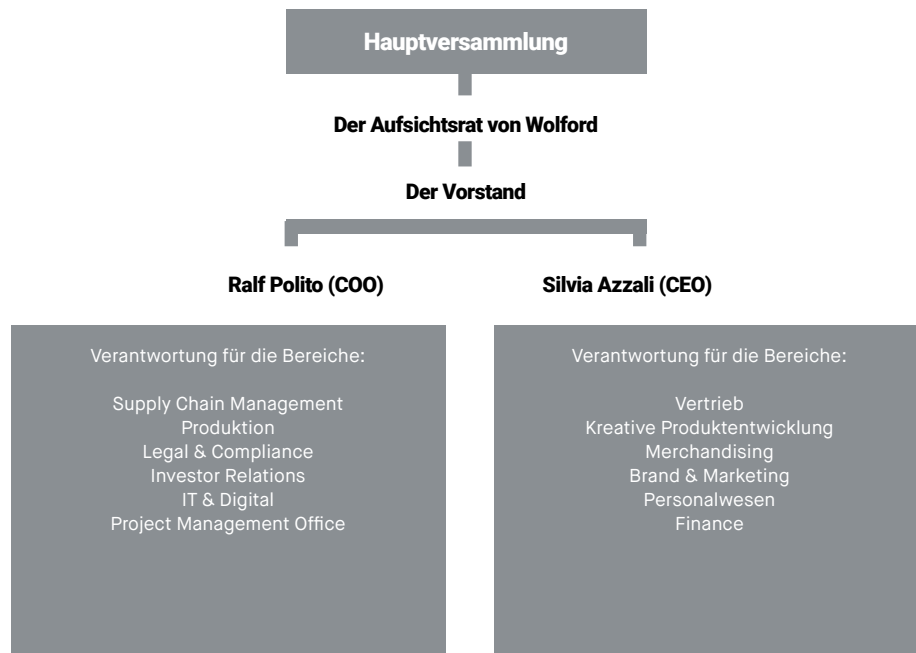 Hauptversammlung
Der Aufsichtsrat von Wolford
Der Vorstand
Ralf Polito (COO)
Verantwortung für die Bereiche:
Supply Chain Management
Produktion
Legal & Compliance
Investor Relations
IT & Digital
Project Management Office
Silvia Azzali (CEO)
Verantwortung für die Bereiche:
Vertrieb
Kreative Produktentwicklung
Merchandising
Brand & Marketing
Personalwesen
Finance